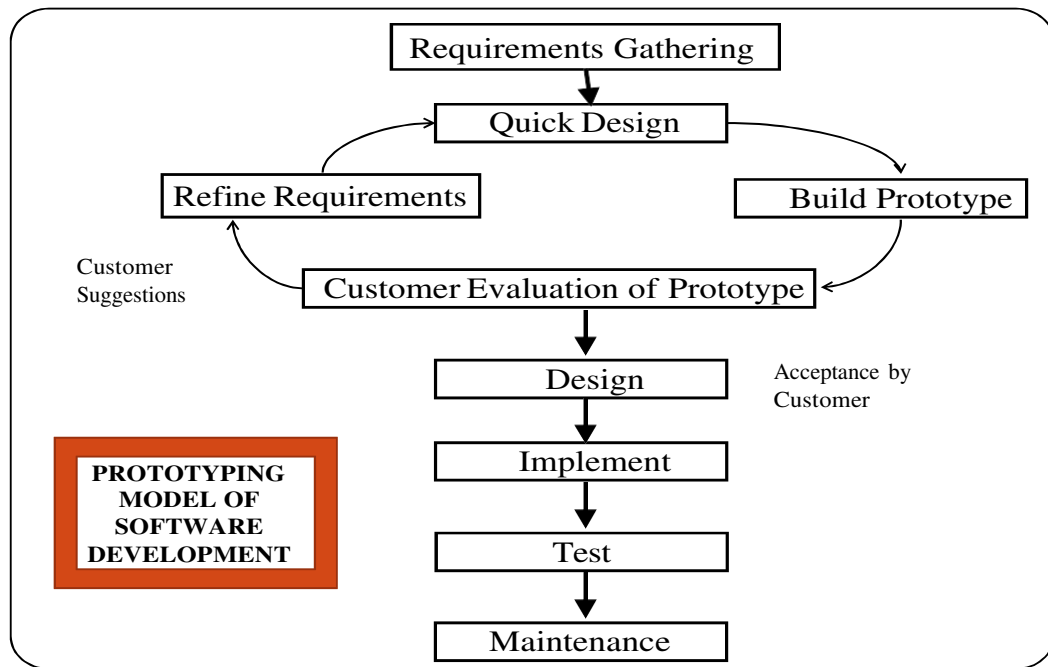 Requirements Gathering
Quick Design
Refine Requirements
Build Prototype
Customer
Suggestions
Customer Evaluation of Prototype
Design
Acceptance by
Customer
Implement
PROTOTYPING
MODEL OF
SOFTWARE
DEVELOPMENT
Test
Maintenance